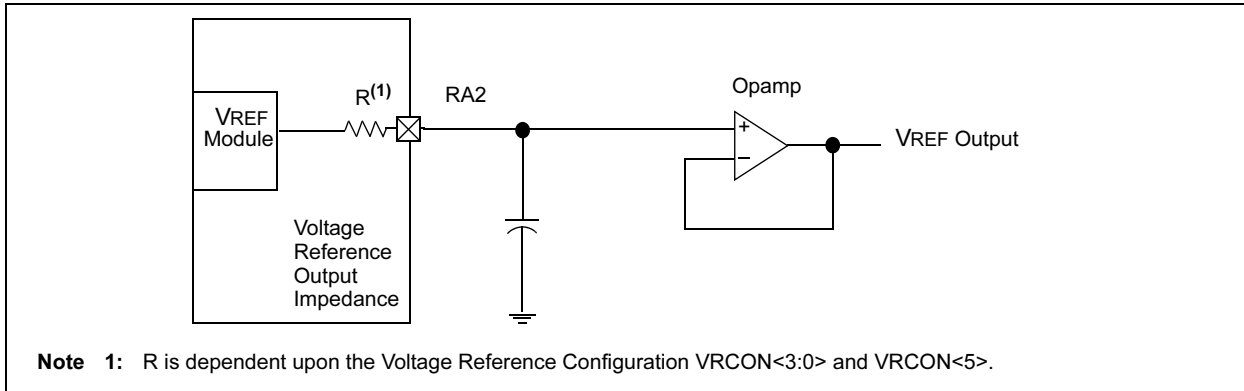 R(1)
RA2
Opamp
VREF
Module
+
−
VREF Output
Voltage
Reference
Output
Impedance
Note 1: R is dependent upon the Voltage Reference Configuration VRCON<3:0> and VRCON<5>.